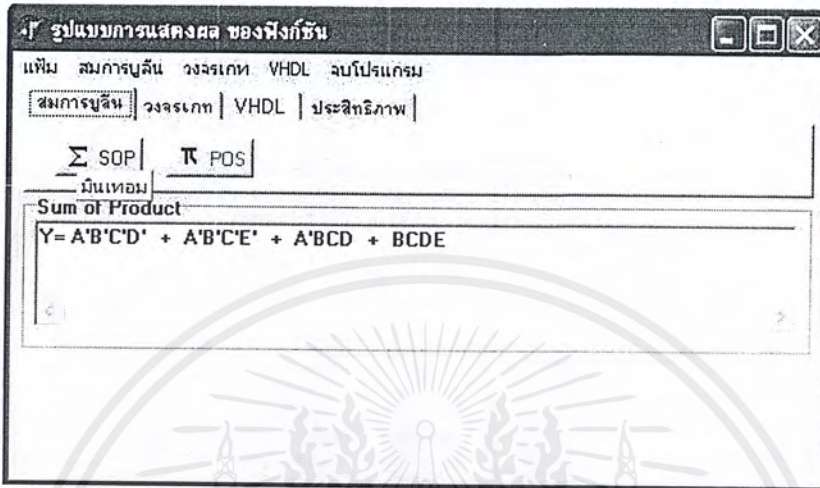 รูปแบบการแสดงผล ของฟังก์ชัน
แฟ้ม สมการบูลีน วงจรเกท VHDL จบโปรแกรม
สมการบูลีน วงจรเกท VHDL ประสิทธิภาพ
Σ SOP π POS
มินเทอม
Sum of Product
Y= A'B'C'D' + A'B'C'E' + A'BCD + BCDE